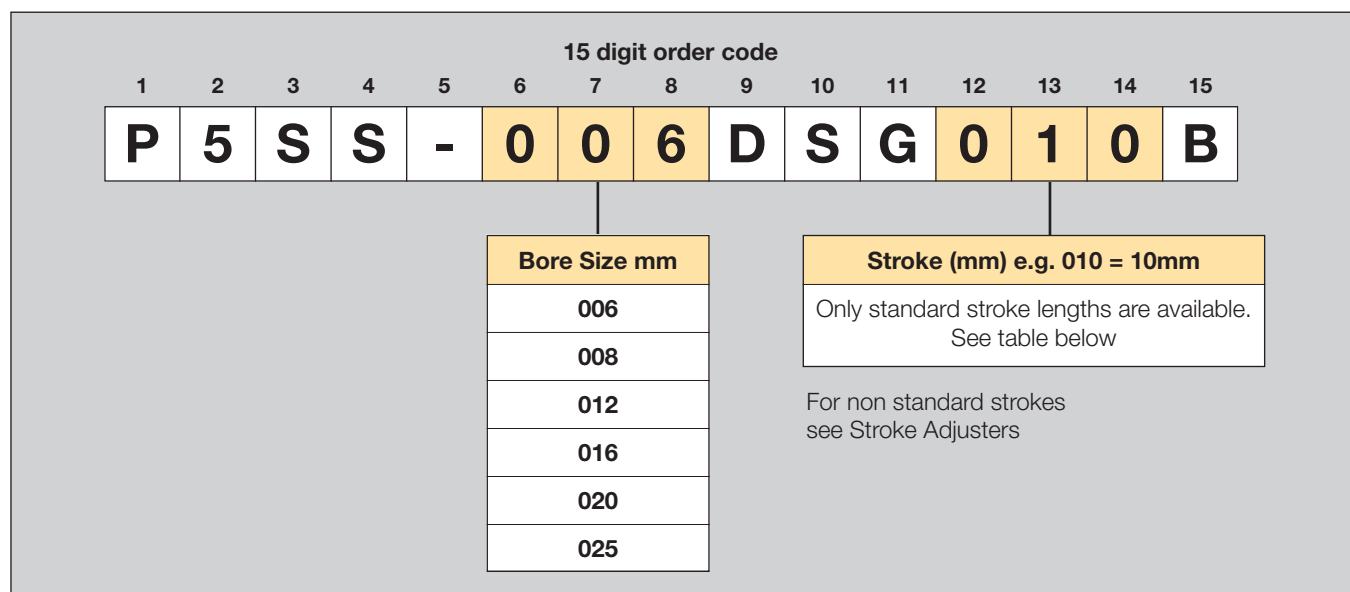 15 digit order code
1 2 3 4 5 6 7 8 9 10 11 12 13 14 15
P 5 S S - 0 0 6 D S G 0 1 0 B
Bore Size mm
006
008
012
016
020
025
Stroke (mm) e.g. 010 = 10mm
Only standard stroke lengths are available.
See table below
For non standard strokes
see Stroke Adjusters